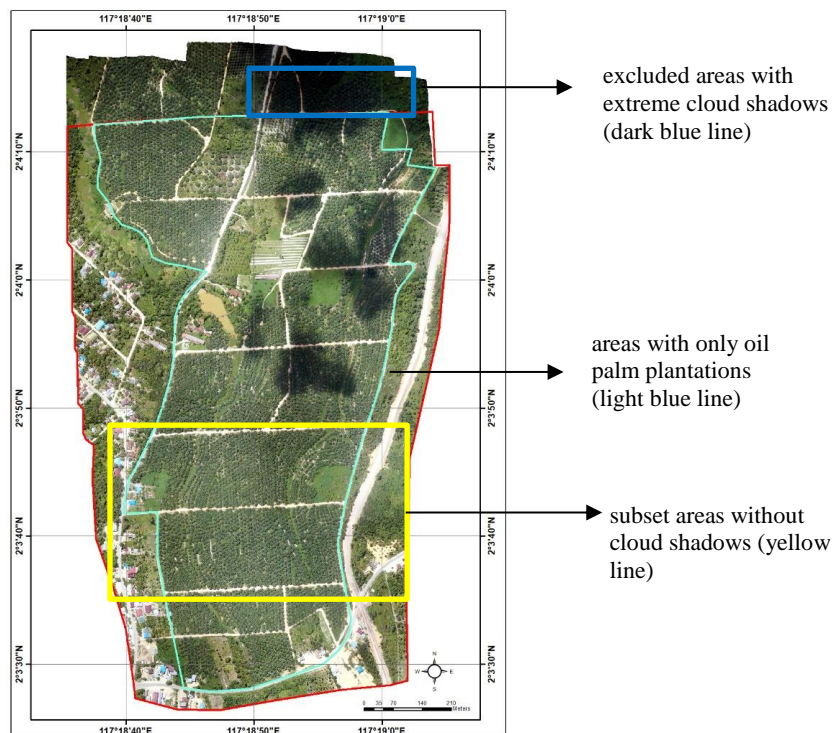 117°18'40"E
117°18'50"E
117°19'0"E
excluded areas with
extreme cloud shadows
(dark blue line)
2°4'10"N
2°4'10"N
2°4'0"N
2°4'0"N
areas with only oil
palm plantations
(light blue line)
2°3'50"N
2°3'50"N
subset areas without
cloud shadows (yellow
line)
2°3'40"N
2°3'40"N
2°3'30"N
2°3'30"N
N
W
E
S
0 35 70 140 210
Meters
117°18'40"E
117°18'50"E
117°19'0"E